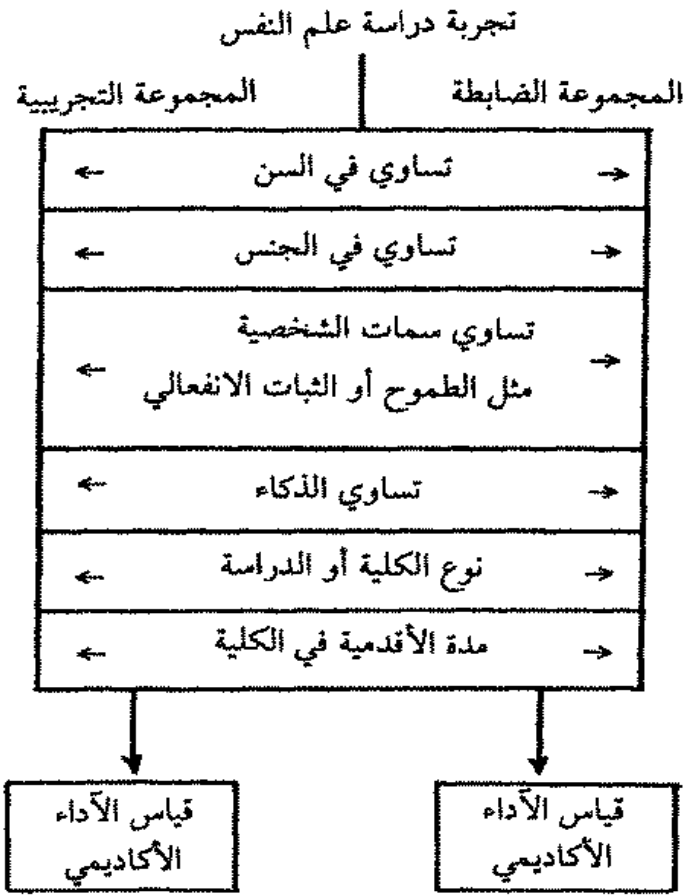 تجربة دراسة علم النفس
المجموعة الضابطة
المجموعة التجريبية
تساوي في السن
تساوي في الجنس
تساوي سمات الشخصية
مثل الطموح أو الثبات الانفعالي
تساوي الذكاء
نوع الكلية أو الدراسة
مدة الأقدمية في الكلية
قياس الآداء
الأكاديمي
قياس الآداء
الأكاديمي